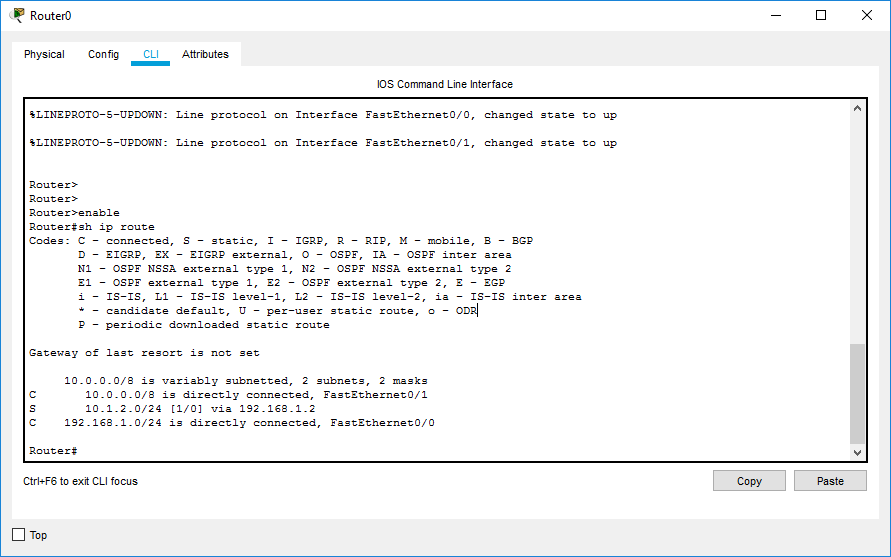 Router0
Physical Config CLI Attributes
IOS Command Line Interface
%LINEPROTO-5-UPDOWN: Line protocol on Interface FastEthernet0/0, changed state to up
%LINEPROTO-5-UPDOWN: Line protocol on Interface FastEthernet0/1, changed state to up
Router>
Router>
Router>enable
Router#sh ip route
Codes: C - connected, S - static, I - IGRP, R - RIP, M - mobile, B - BGP
       D - EIGRP, EX - EIGRP external, O - OSPF, IA - OSPF inter area
       N1 - OSPF NSSA external type 1, N2 - OSPF NSSA external type 2
       E1 - OSPF external type 1, E2 - OSPF external type 2, E - EGP
       i - IS-IS, L1 - IS-IS level-1, L2 - IS-IS level-2, ia - IS-IS inter area
       * - candidate default, U - per-user static route, o - ODR
       P - periodic downloaded static route
Gateway of last resort is not set
     10.0.0.0/8 is variably subnetted, 2 subnets, 2 masks
C       10.0.0.0/8 is directly connected, FastEthernet0/1
S       10.1.2.0/24 [1/0] via 192.168.1.2
C    192.168.1.0/24 is directly connected, FastEthernet0/0
Router#
Ctrl+F6 to exit CLI focus
Copy Paste
Top